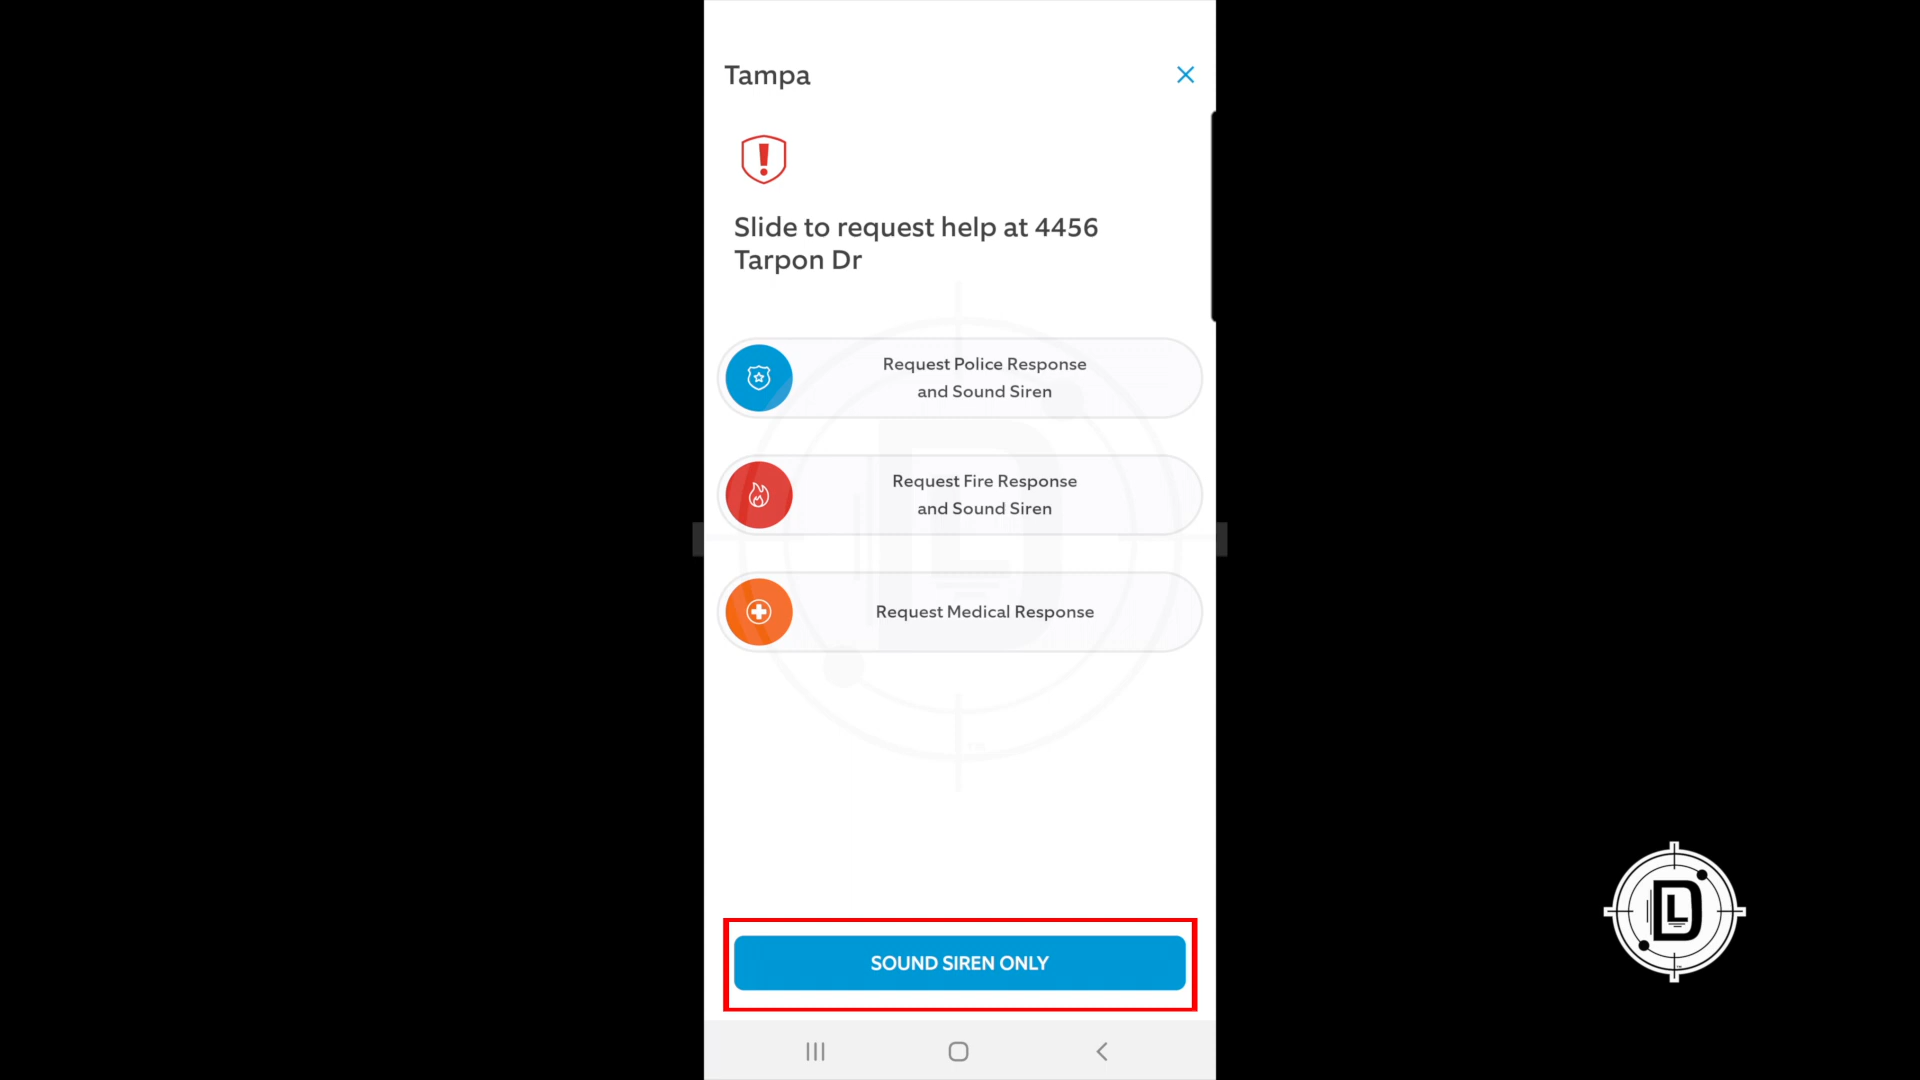 Tampa
Slide to request help at 4456
Tarpon Dr
Request Police Response
and Sound Siren
Request Fire Response
and Sound Siren
Request Medical Response
SOUND SIREN ONLY
DL